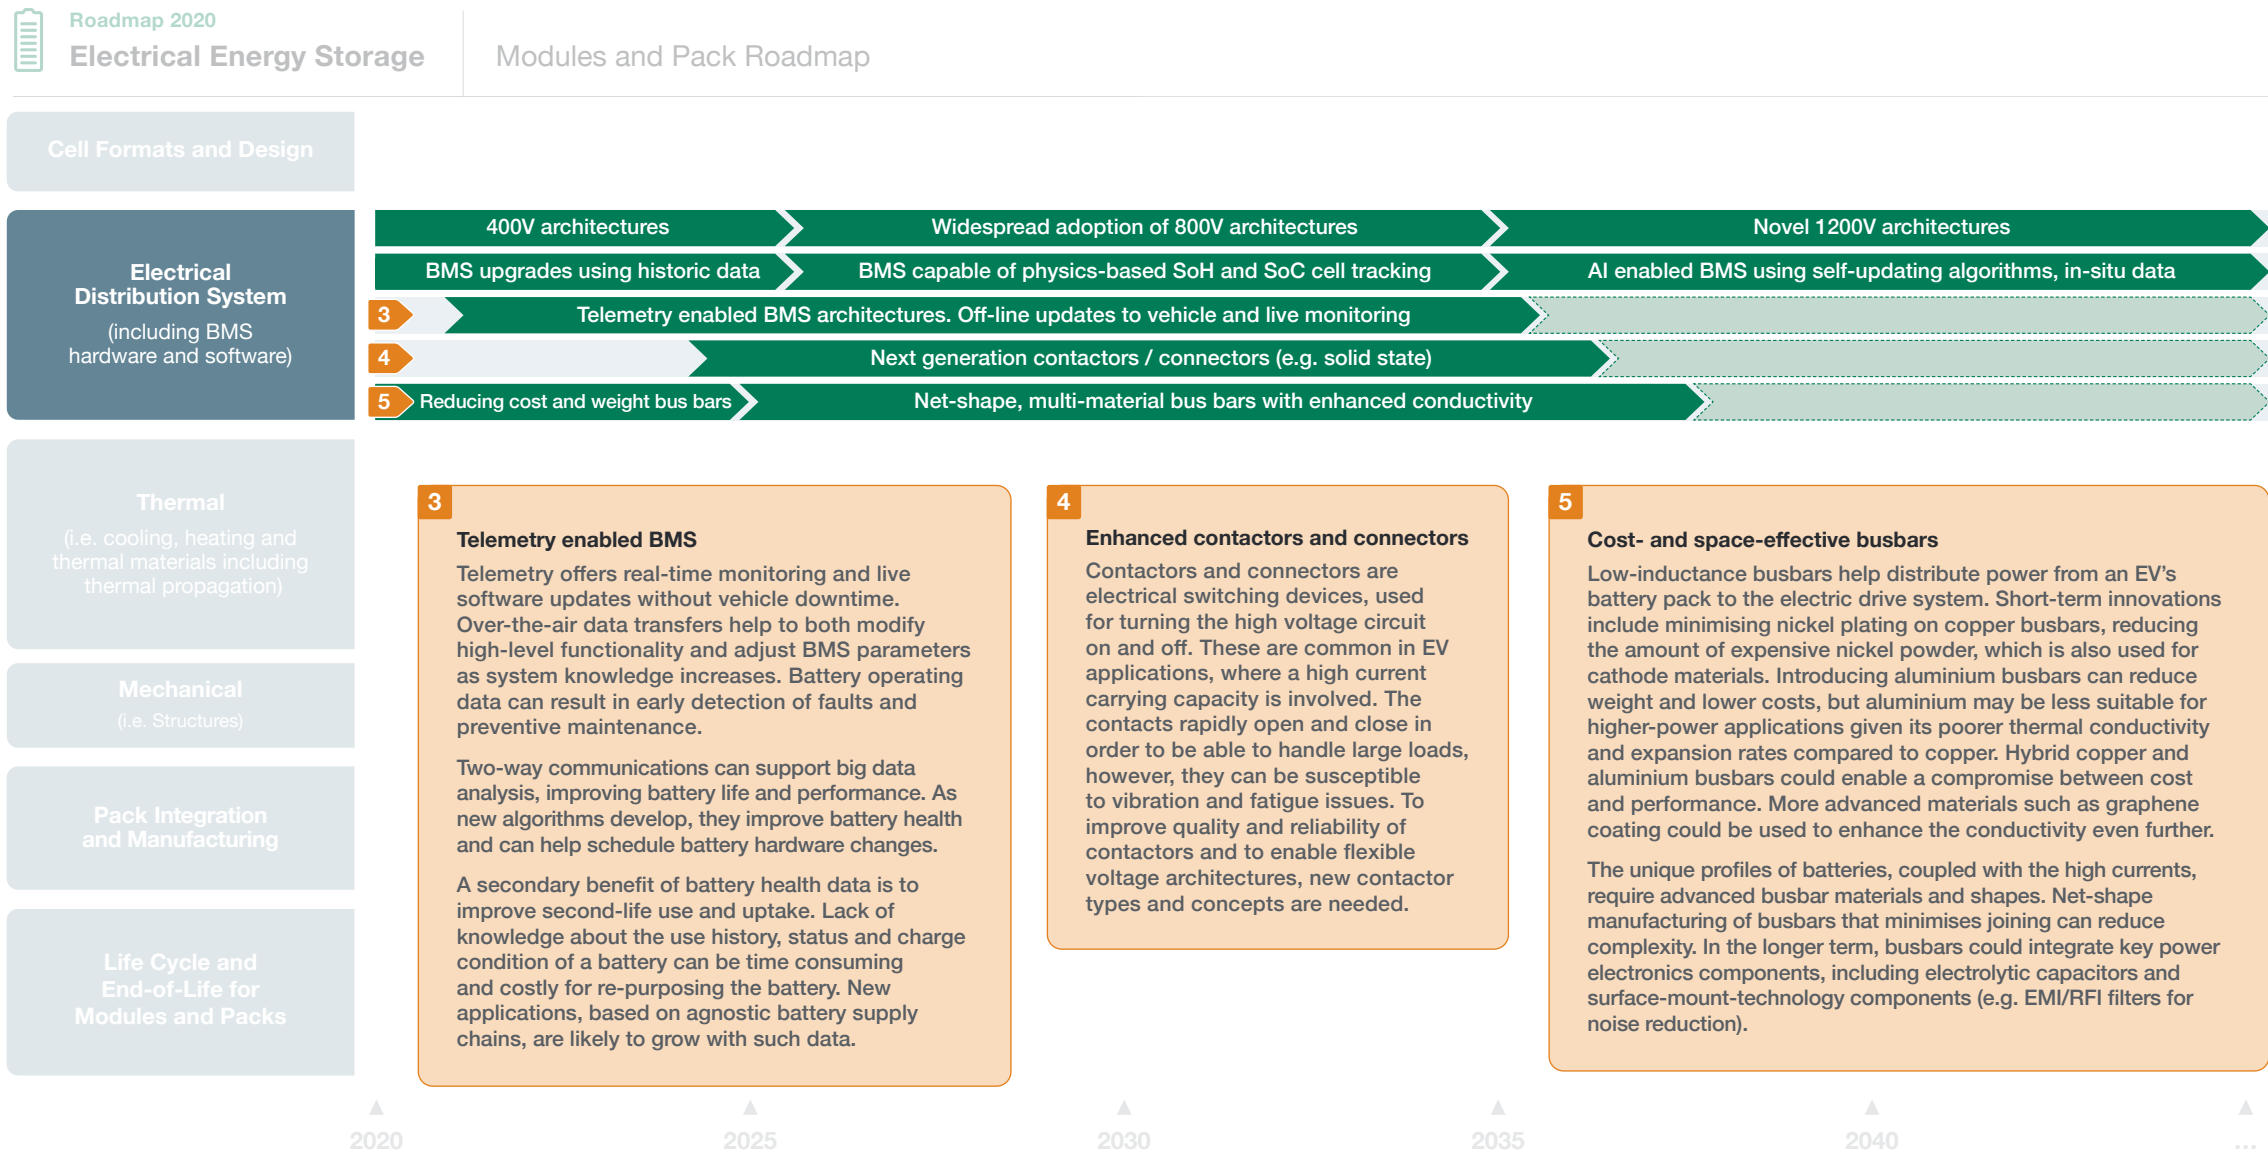 Roadmap 2020
Electrical Energy Storage
Modules and Pack Roadmap
Cell Formats and Design
Electrical
Distribution System
(including BMS
hardware and software)
400V architectures
Widespread adoption of 800V architectures
Novel 1200V architectures
BMS upgrades using historic data
BMS capable of physics-based SoH and SoC cell tracking
AI enabled BMS using self-updating algorithms, in-situ data
3
Telemetry enabled BMS architectures. Off-line updates to vehicle and live monitoring
4
Next generation contactors / connectors (e.g. solid state)
5
Reducing cost and weight bus bars
Net-shape, multi-material bus bars with enhanced conductivity
Thermal
(i.e. cooling, heating and
thermal materials including
thermal propagation)
Mechanical
(i.e. Structures)
Pack Integration
and Manufacturing
Life Cycle and
End-of-Life for
Modules and Packs
3
Telemetry enabled BMS
Telemetry offers real-time monitoring and live
software updates without vehicle downtime.
Over-the-air data transfers help to both modify
high-level functionality and adjust BMS parameters
as system knowledge increases. Battery operating
data can result in early detection of faults and
preventive maintenance.
Two-way communications can support big data
analysis, improving battery life and performance. As
new algorithms develop, they improve battery health
and can help schedule battery hardware changes.
A secondary benefit of battery health data is to
improve second-life use and uptake. Lack of
knowledge about the use history, status and charge
condition of a battery can be time consuming
and costly for re-purposing the battery. New
applications, based on agnostic battery supply
chains, are likely to grow with such data.
4
Enhanced contactors and connectors
Contactors and connectors are
electrical switching devices, used
for turning the high voltage circuit
on and off. These are common in EV
applications, where a high current
carrying capacity is involved. The
contacts rapidly open and close in
order to be able to handle large loads,
however, they can be susceptible
to vibration and fatigue issues. To
improve quality and reliability of
contactors and to enable flexible
voltage architectures, new contactor
types and concepts are needed.
5
Cost- and space-effective busbars
Low-inductance busbars help distribute power from an EV's
battery pack to the electric drive system. Short-term innovations
include minimising nickel plating on copper busbars, reducing
the amount of expensive nickel powder, which is also used for
cathode materials. Introducing aluminium busbars can reduce
weight and lower costs, but aluminium may be less suitable for
higher-power applications given its poorer thermal conductivity
and expansion rates compared to copper. Hybrid copper and
aluminium busbars could enable a compromise between cost
and performance. More advanced materials such as graphene
coating could be used to enhance the conductivity even further.
The unique profiles of batteries, coupled with the high currents,
require advanced busbar materials and shapes. Net-shape
manufacturing of busbars that minimises joining can reduce
complexity. In the longer term, busbars could integrate key power
electronics components, including electrolytic capacitors and
surface-mount-technology components (e.g. EMI/RFI filters for
noise reduction).
2020
2025
2030
2035
2040
...